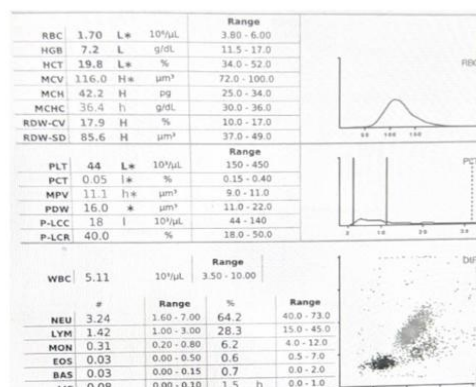 Range
RBC 1.70 L* 10⁶/µL 3.80 - 6.00
HGB 7.2 L g/dL 11.5 - 17.0
HCT 19.8 L* % 34.0 - 52.0
MCV 116.0 H* µm³ 72.0 - 100.0
MCH 42.2 H pg 25.0 - 34.0
MCHC 36.4 h g/dL 30.0 - 36.0
RDW-CV 17.9 H % 10.0 - 17.0
RDW-SD 85.6 H µm³ 37.0 - 49.0
RBC
50 100 150
Range
PLT 44 L* 10³/µL 150 - 450
PCT 0.05 l* % 0.15 - 0.40
MPV 11.1 h* µm³ 9.0 - 11.0
PDW 16.0 * µm³ 11.0 - 22.0
P-LCC 18 l 10³/µL 44 - 140
P-LCR 40.0 % 18.0 - 50.0
2 10 20
Range
WBC 5.11 10³/µL 3.50 - 10.00
# Range % Range
NEU 3.24 1.60 - 7.00 64.2 40.0 - 73.0
LYM 1.42 1.00 - 3.00 28.3 15.0 - 45.0
MON 0.31 0.20 - 0.80 6.2 4.0 - 12.0
EOS 0.03 0.00 - 0.50 0.6 0.5 - 7.0
BAS 0.03 0.00 - 0.15 0.7 0.0 - 2.0
0.08 0.00 - 0.10 1.5 h 0.0 - 1.0